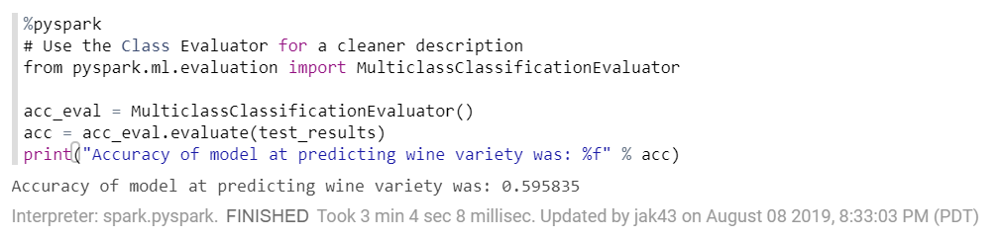 %pyspark
# Use the Class Evaluator for a cleaner description
from pyspark.ml.evaluation import MulticlassClassificationEvaluator
acc_eval = MulticlassClassificationEvaluator()
acc = acc_eval.evaluate(test_results)
print("Accuracy of model at predicting wine variety was: %f" % acc)
Accuracy of model at predicting wine variety was: 0.595835
Interpreter: spark.pyspark. FINISHED Took 3 min 4 sec 8 millisec. Updated by jak43 on August 08 2019, 8:33:03 PM (PDT)